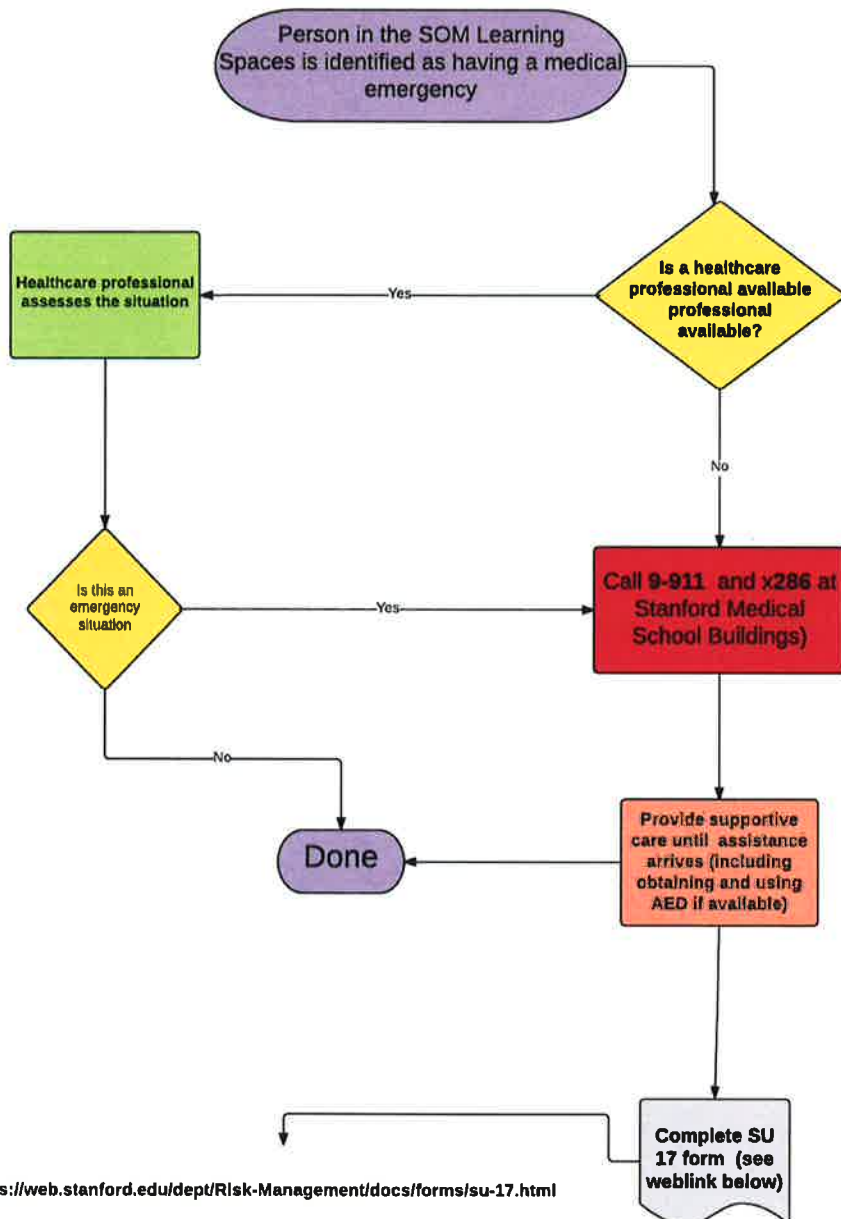 Person in the SOM Learning
Spaces is identified as having a medical
emergency
Is a healthcare
professional available
professional
available?
Yes
Healthcare professional
assesses the situation
No
Is this an
emergency
situation
Yes
Call 9-911 and x286 at
Stanford Medical
School Buildings)
No
Provide supportive
care until assistance
arrives (including
obtaining and using
AED if available)
Done
Complete SU
17 form (see
weblink below)
s://web.stanford.edu/dept/Risk-Management/docs/forms/su-17.html